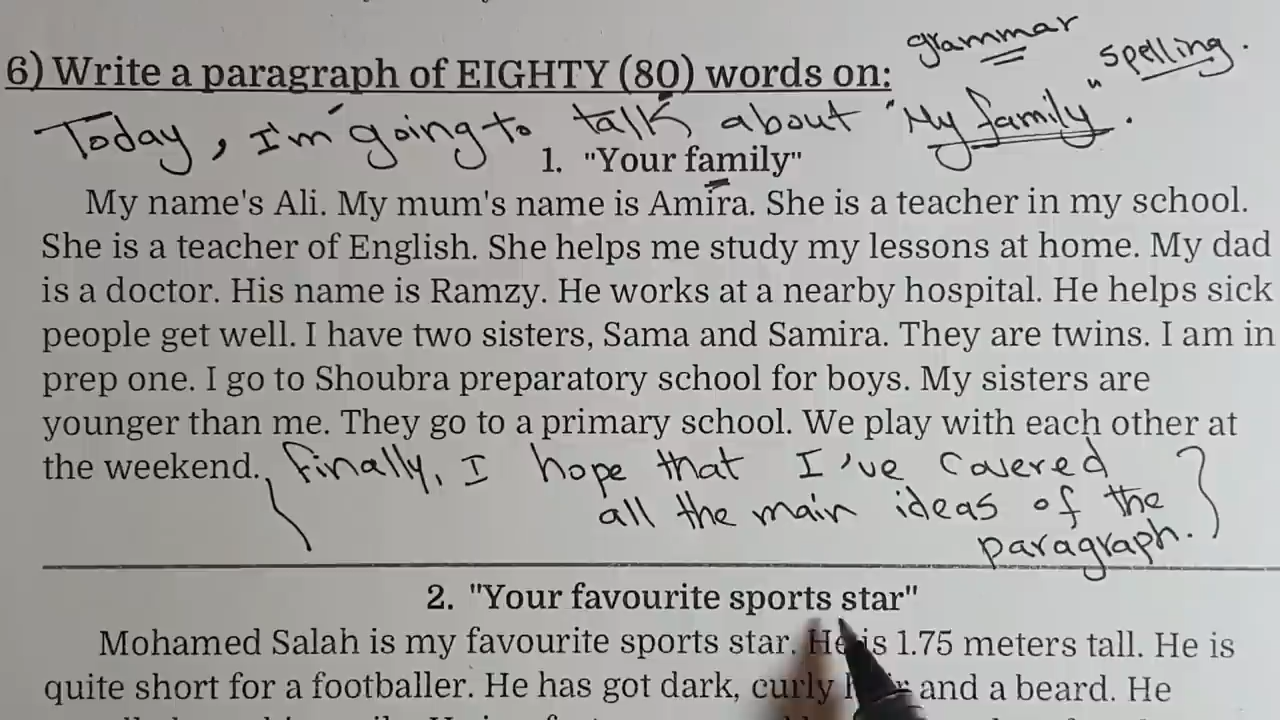 grammar
spelling.
6) Write a paragraph of EIGHTY (80) words on:
Today, I'm going to talk about "My family".
1. "Your family"
My name's Ali. My mum's name is Amira. She is a teacher in my school.
She is a teacher of English. She helps me study my lessons at home. My dad
is a doctor. His name is Ramzy. He works at a nearby hospital. He helps sick
people get well. I have two sisters, Sama and Samira. They are twins. I am in
prep one. I go to Shoubra preparatory school for boys. My sisters are
younger than me. They go to a primary school. We play with each other at
the weekend. Finally, I hope that I've covered
all the main ideas of the
paragraph.
2. "Your favourite sports star"
Mohamed Salah is my favourite sports star. He is 1.75 meters tall. He is
quite short for a footballer. He has got dark, curly and a beard. He